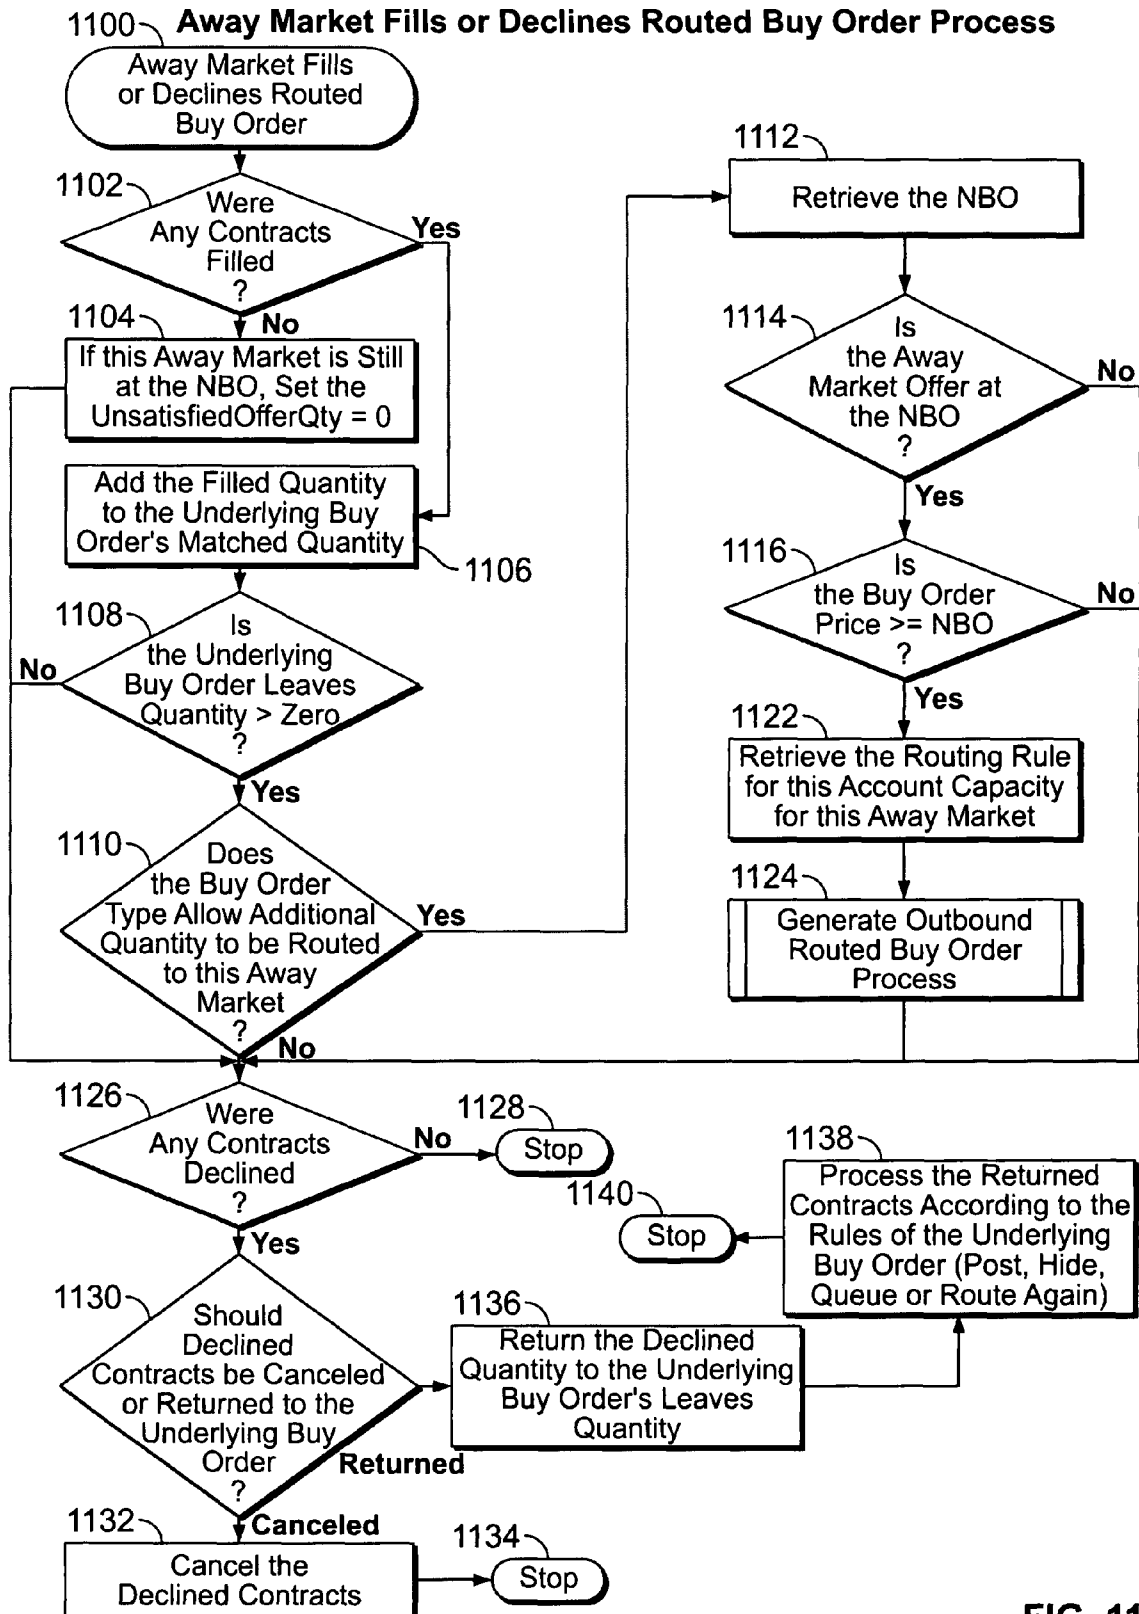 Away Market Fills or Declines Routed Buy Order Process
1100
Away Market Fills
or Declines Routed
Buy Order
1102
Were
Any Contracts
Filled
?
Yes
No
1104
If this Away Market is Still
at the NBO, Set the
UnsatisfiedOfferQty = 0
Add the Filled Quantity
to the Underlying Buy
Order's Matched Quantity
1106
1108
Is
the Underlying
Buy Order Leaves
Quantity > Zero
?
No
Yes
1110
Does
the Buy Order
Type Allow Additional
Quantity to be Routed
to this Away
Market
?
Yes
No
1112
Retrieve the NBO
1114
Is
the Away
Market Offer at
the NBO
?
No
Yes
1116
Is
the Buy Order
Price >= NBO
?
No
Yes
1122
Retrieve the Routing Rule
for this Account Capacity
for this Away Market
1124
Generate Outbound
Routed Buy Order
Process
1126
Were
Any Contracts
Declined
?
No
Yes
1128
Stop
1130
Should
Declined
Contracts be Canceled
or Returned to the
Underlying Buy
Order
?
Returned
Canceled
1136
Return the Declined
Quantity to the Underlying
Buy Order's Leaves
Quantity
1138
Process the Returned
Contracts According to the
Rules of the Underlying
Buy Order (Post, Hide,
Queue or Route Again)
1140
Stop
1132
Cancel the
Declined Contracts
1134
Stop
FIG. 11